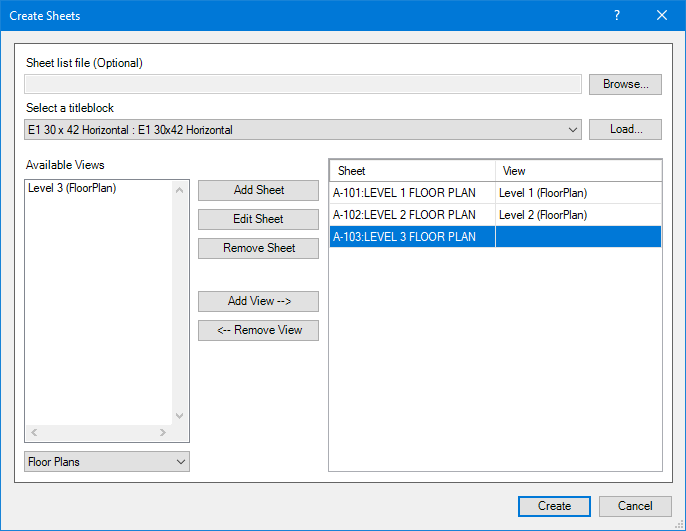 Create Sheets
?
Sheet list file (Optional)
Browse...
Select a titleblock
E1 30 x 42 Horizontal : E1 30x42 Horizontal
Load...
Available Views
Level 3 (FloorPlan)
Floor Plans
Add Sheet
Edit Sheet
Remove Sheet
Add View -->
<-- Remove View
Sheet View
A-101:LEVEL 1 FLOOR PLAN Level 1 (FloorPlan)
A-102:LEVEL 2 FLOOR PLAN Level 2 (FloorPlan)
A-103:LEVEL 3 FLOOR PLAN
Create Cancel